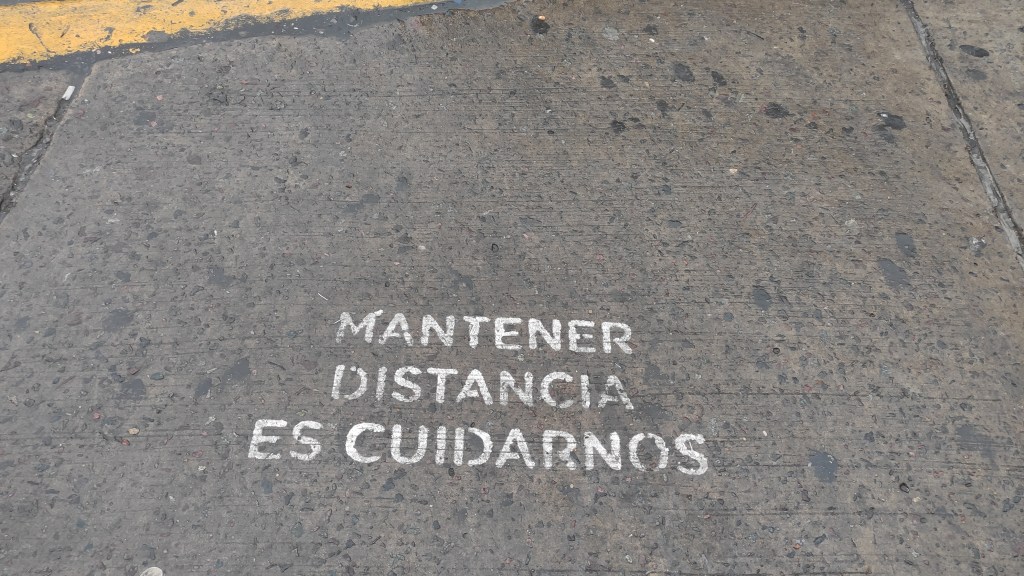 MANTENER
DISTANCIA
ES CUIDARNOS